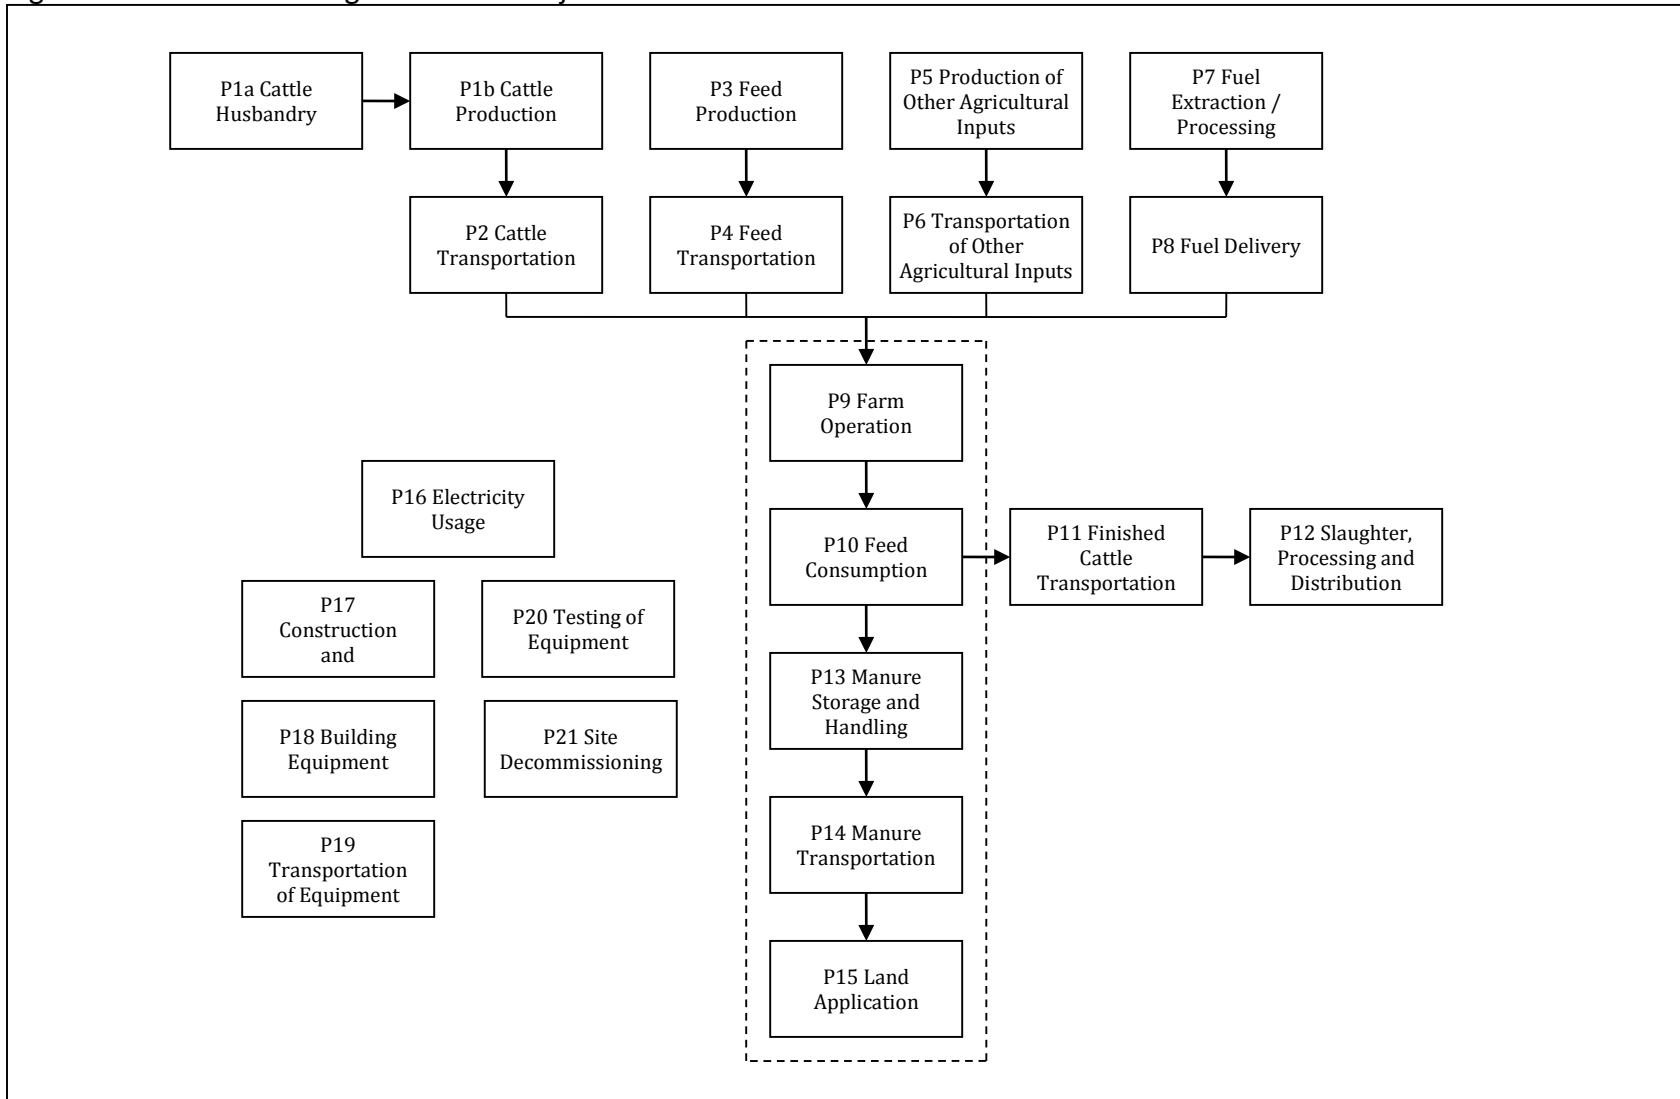 P1a Cattle
Husbandry
P1b Cattle
Production
P3 Feed
Production
P5 Production of
Other Agricultural
Inputs
P7 Fuel
Extraction /
Processing
P2 Cattle
Transportation
P4 Feed
Transportation
P6 Transportation
of Other
Agricultural Inputs
P8 Fuel Delivery
P9 Farm
Operation
P16 Electricity
Usage
P10 Feed
Consumption
P11 Finished
Cattle
Transportation
P12 Slaughter,
Processing and
Distribution
P17
Construction
and
P20 Testing of
Equipment
P13 Manure
Storage and
Handling
P18 Building
Equipment
P21 Site
Decommissioning
P14 Manure
Transportation
P19
Transportation
of Equipment
P15 Land
Application